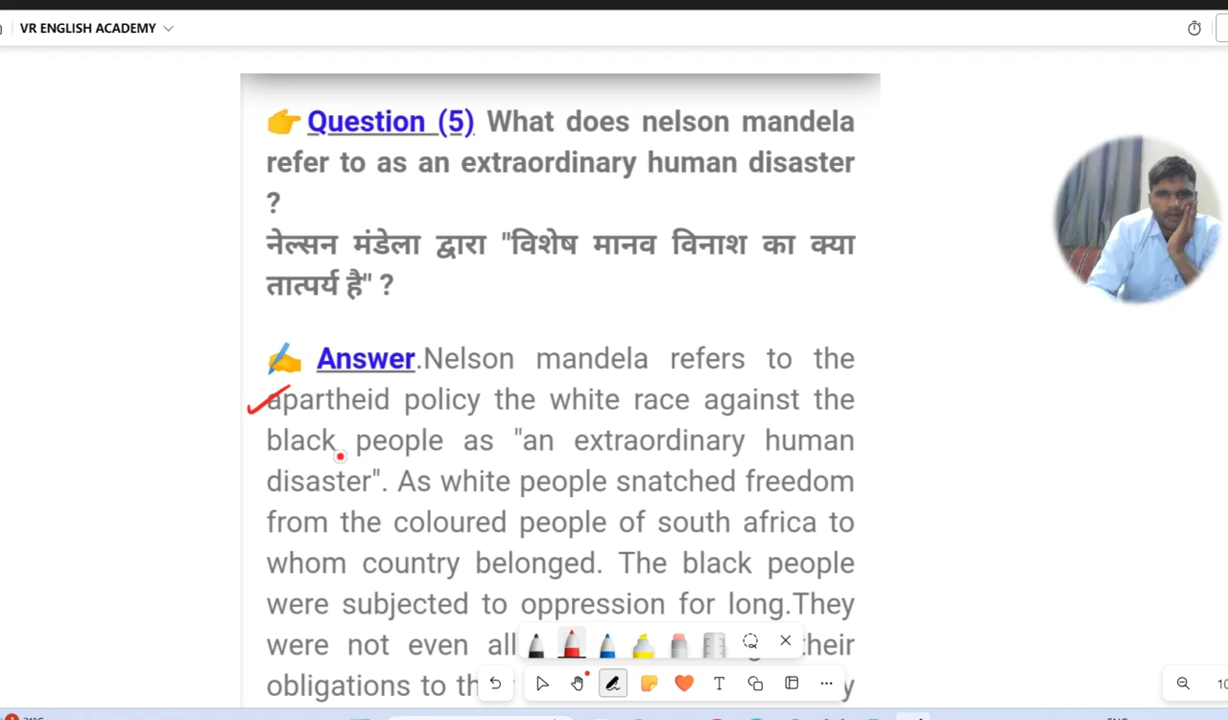 VR ENGLISH ACADEMY
👉 Question (5) What does nelson mandela
refer to as an extraordinary human disaster
?
नेल्सन मंडेला द्वारा "विशेष मानव विनाश का क्या
तात्पर्य है" ?
✍ Answer.Nelson mandela refers to the
apartheid policy the white race against the
black people as "an extraordinary human
disaster". As white people snatched freedom
from the coloured people of south africa to
whom country belonged. The black people
were subjected to oppression for long.They
were not even all their
obligations to th y
T
10